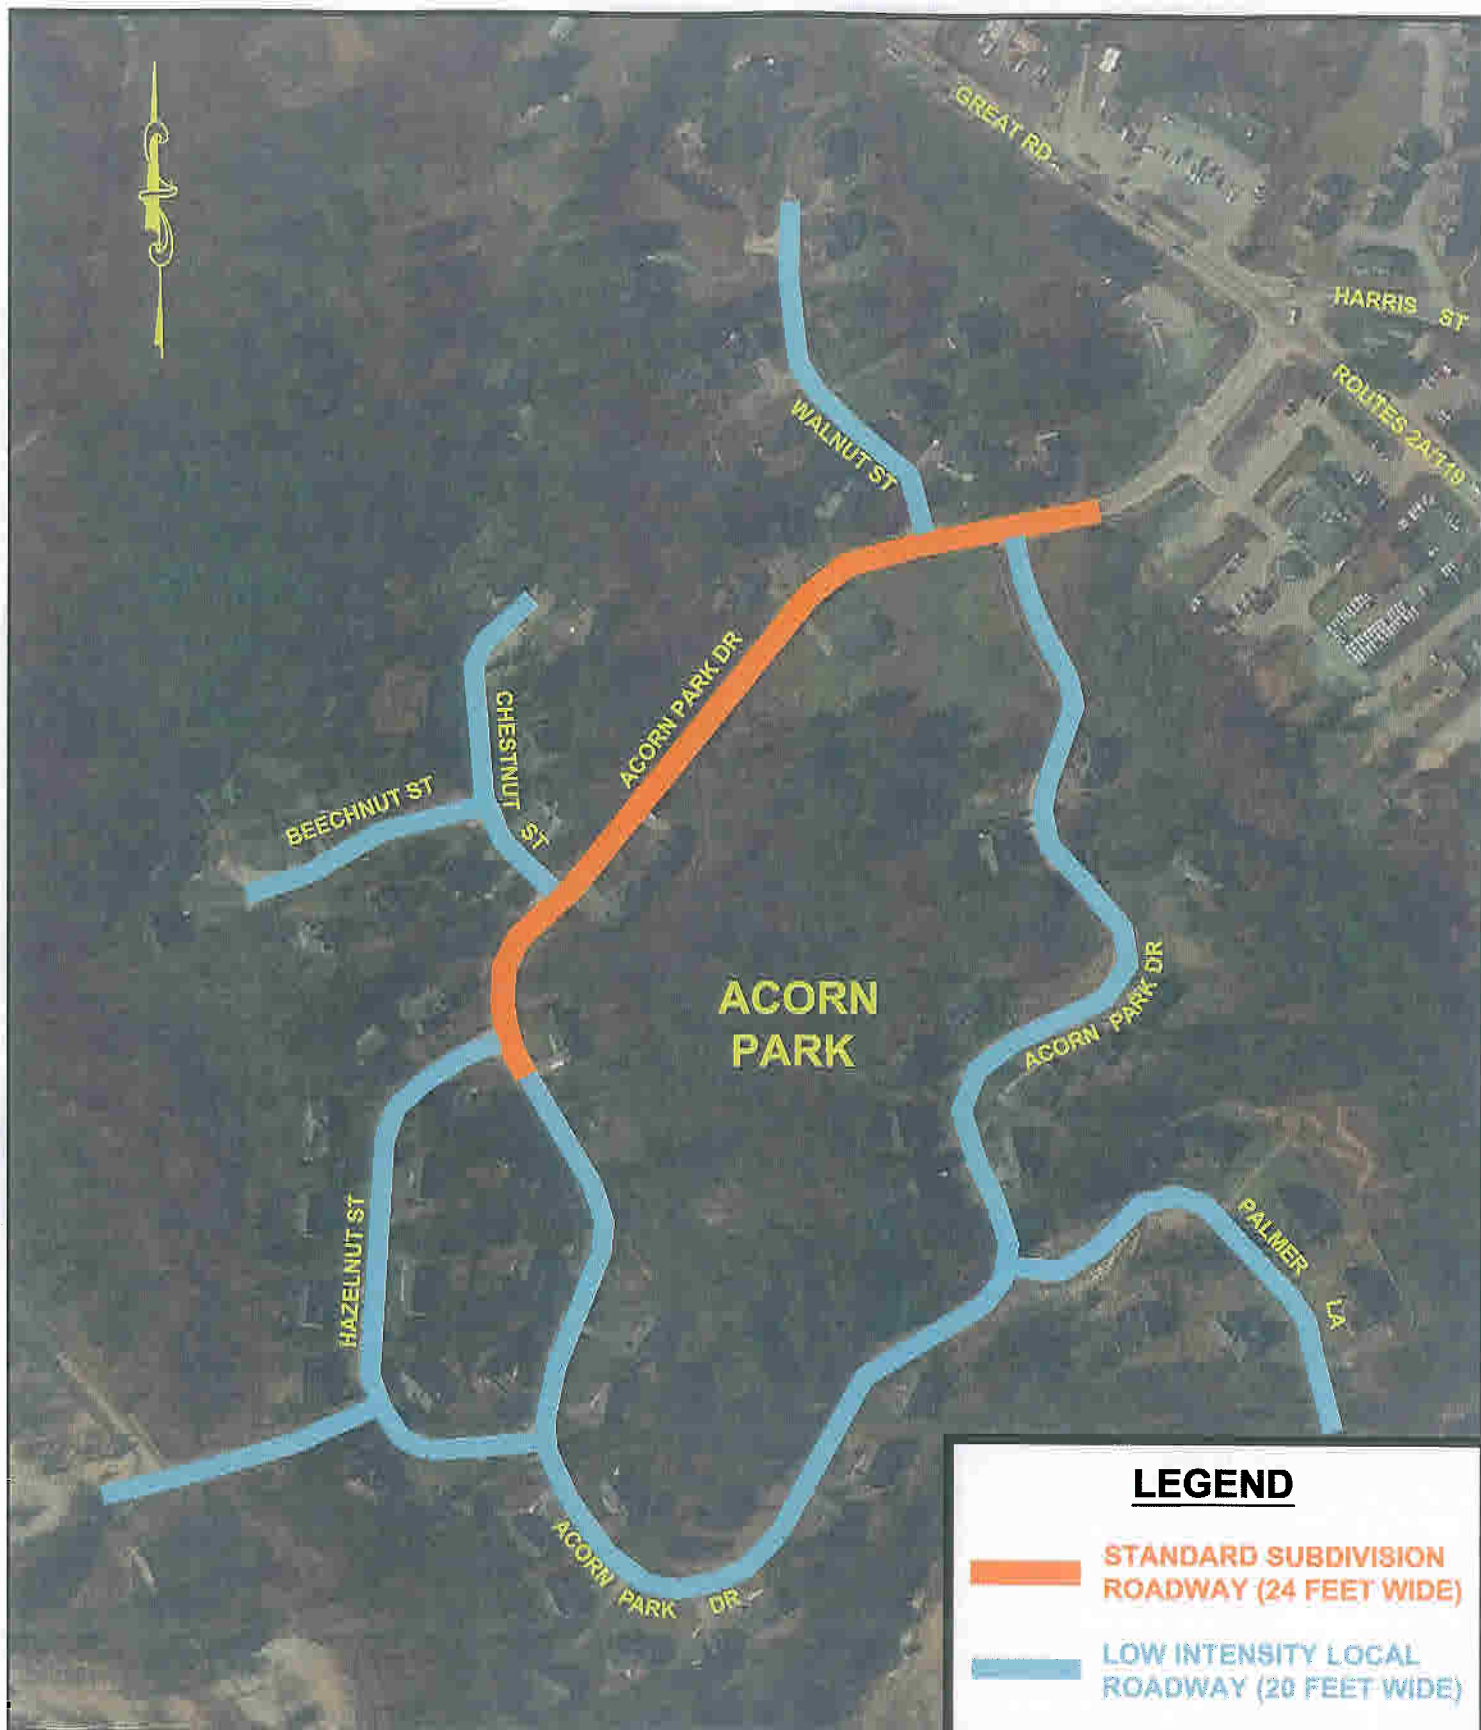 GREAT RD
HARRIS ST
ROUTES 2A/119
WALNUT ST
ACORN PARK DR
CHESTNUT ST
BEECHNUT ST
ACORN
PARK
ACORN PARK DR
HAZELNUT ST
PALMER LA
ACORN PARK DR
LEGEND
STANDARD SUBDIVISION
ROADWAY (24 FEET WIDE)
LOW INTENSITY LOCAL
ROADWAY (20 FEET WIDE)